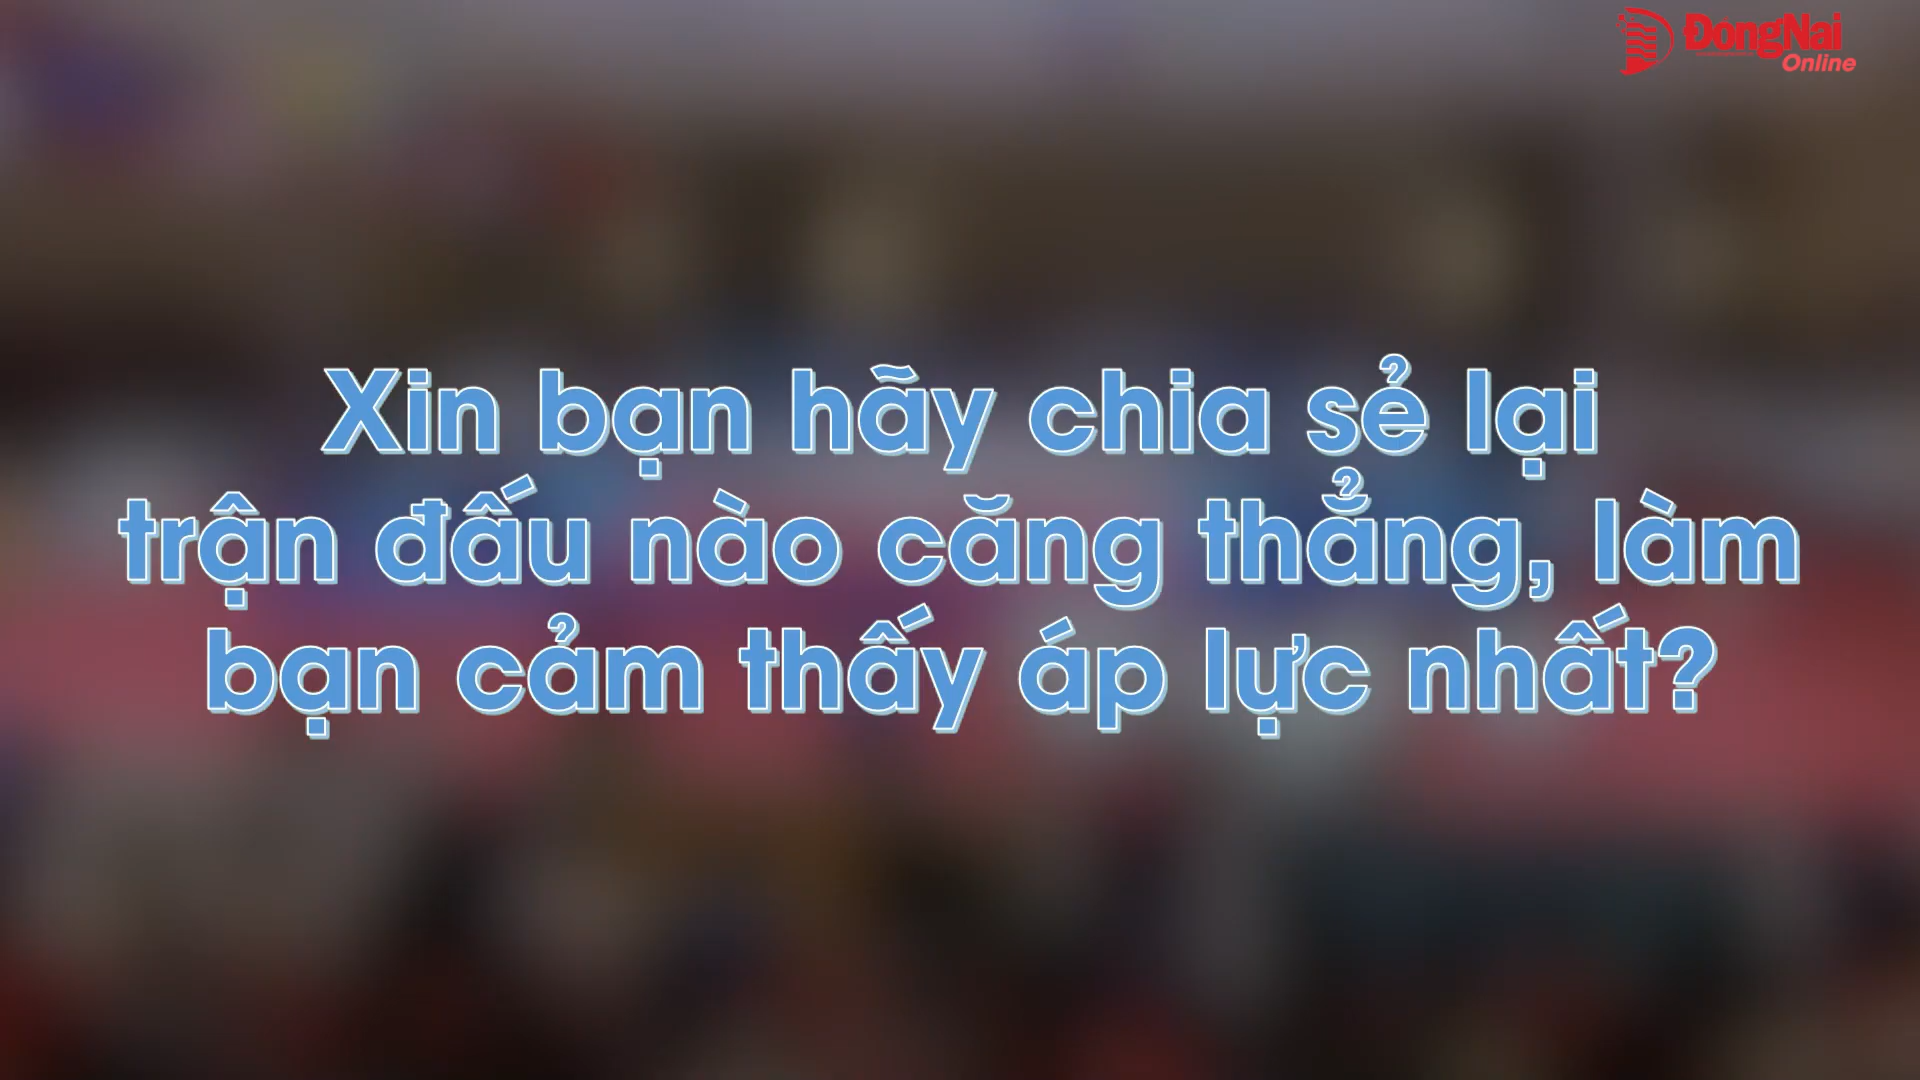 ĐồngNai
Online
Xin bạn hãy chia sẻ lại
trận đấu nào căng thẳng, làm
bạn cảm thấy áp lực nhất?